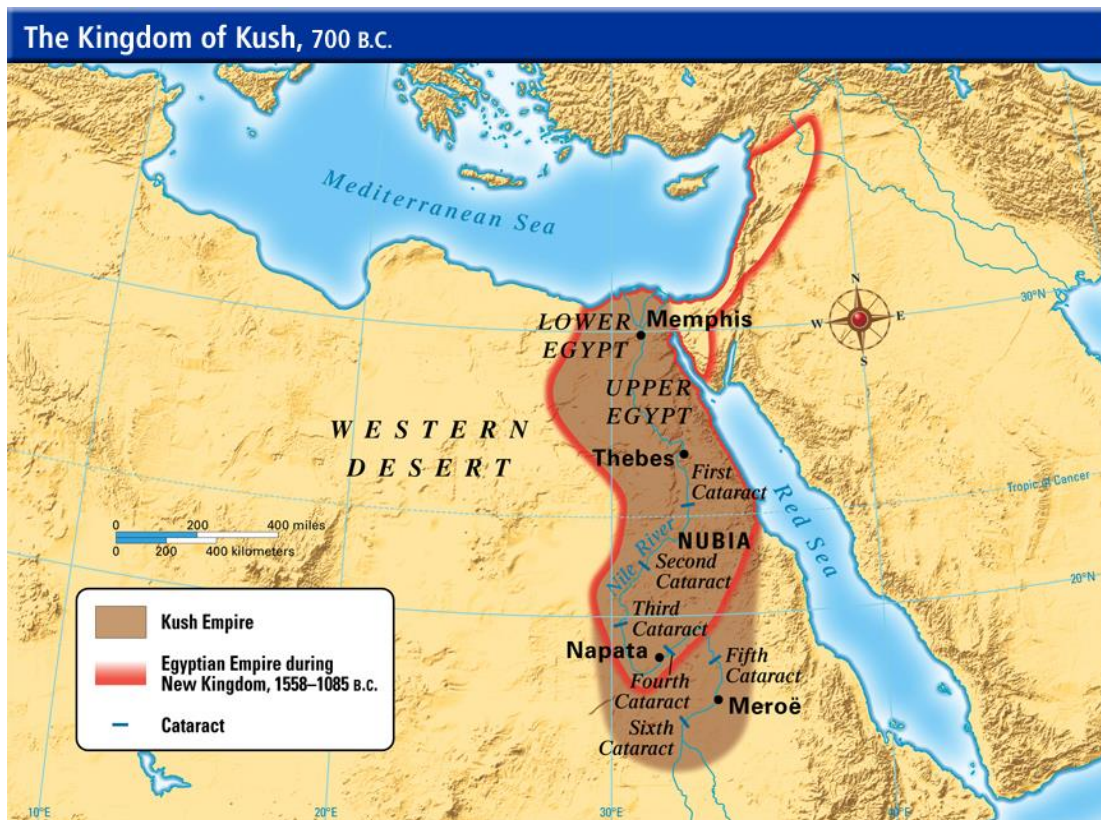 The Kingdom of Kush, 700 B.C.
Mediterranean Sea
30°N
N
W E
S
LOWER
EGYPT
Memphis
UPPER
EGYPT
WESTERN
DESERT
Thebes
First
Cataract
Tropic of Cancer
Red Sea
0 200 400 miles
0 200 400 kilometers
Nile River
NUBIA
Second
Cataract
20°N
Third
Cataract
Napata
Fifth
Cataract
Fourth
Cataract
Meroë
Sixth
Cataract
Kush Empire
Egyptian Empire during
New Kingdom, 1558–1085 B.C.
Cataract
10°E
20°E
30°E
40°E